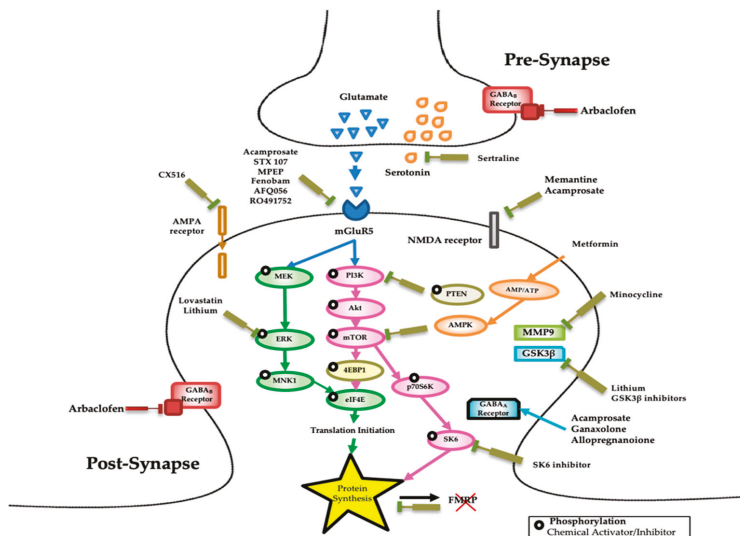 Pre-Synapse
Glutamate
GABAB
Receptor
Arbaclofen
Serotonin
Sertraline
Acamprosate
STX 107
MPEP
Fenobam
AFQ056
RO491752
CX516
AMPA
receptor
mGluR5
Memantine
Acamprosate
NMDA receptor
Metformin
MEK
PI3K
PTEN
AMP/ATP
Minocycline
Akt
Lovastatin
Lithium
ERK
mTOR
AMPK
MMP9
GSK3β
4EBP1
MNK1
eIF4E
p70S6K
Lithium
GSK3β inhibitors
GABAB
Receptor
Arbaclofen
GABAA
Receptor
Acamprosate
Ganaxolone
Allopregnanoione
Translation Initiation
SK6
SK6 inhibitor
Post-Synapse
Protein
Synthesis
FMRP
Phosphorylation
Chemical Activator/Inhibitor